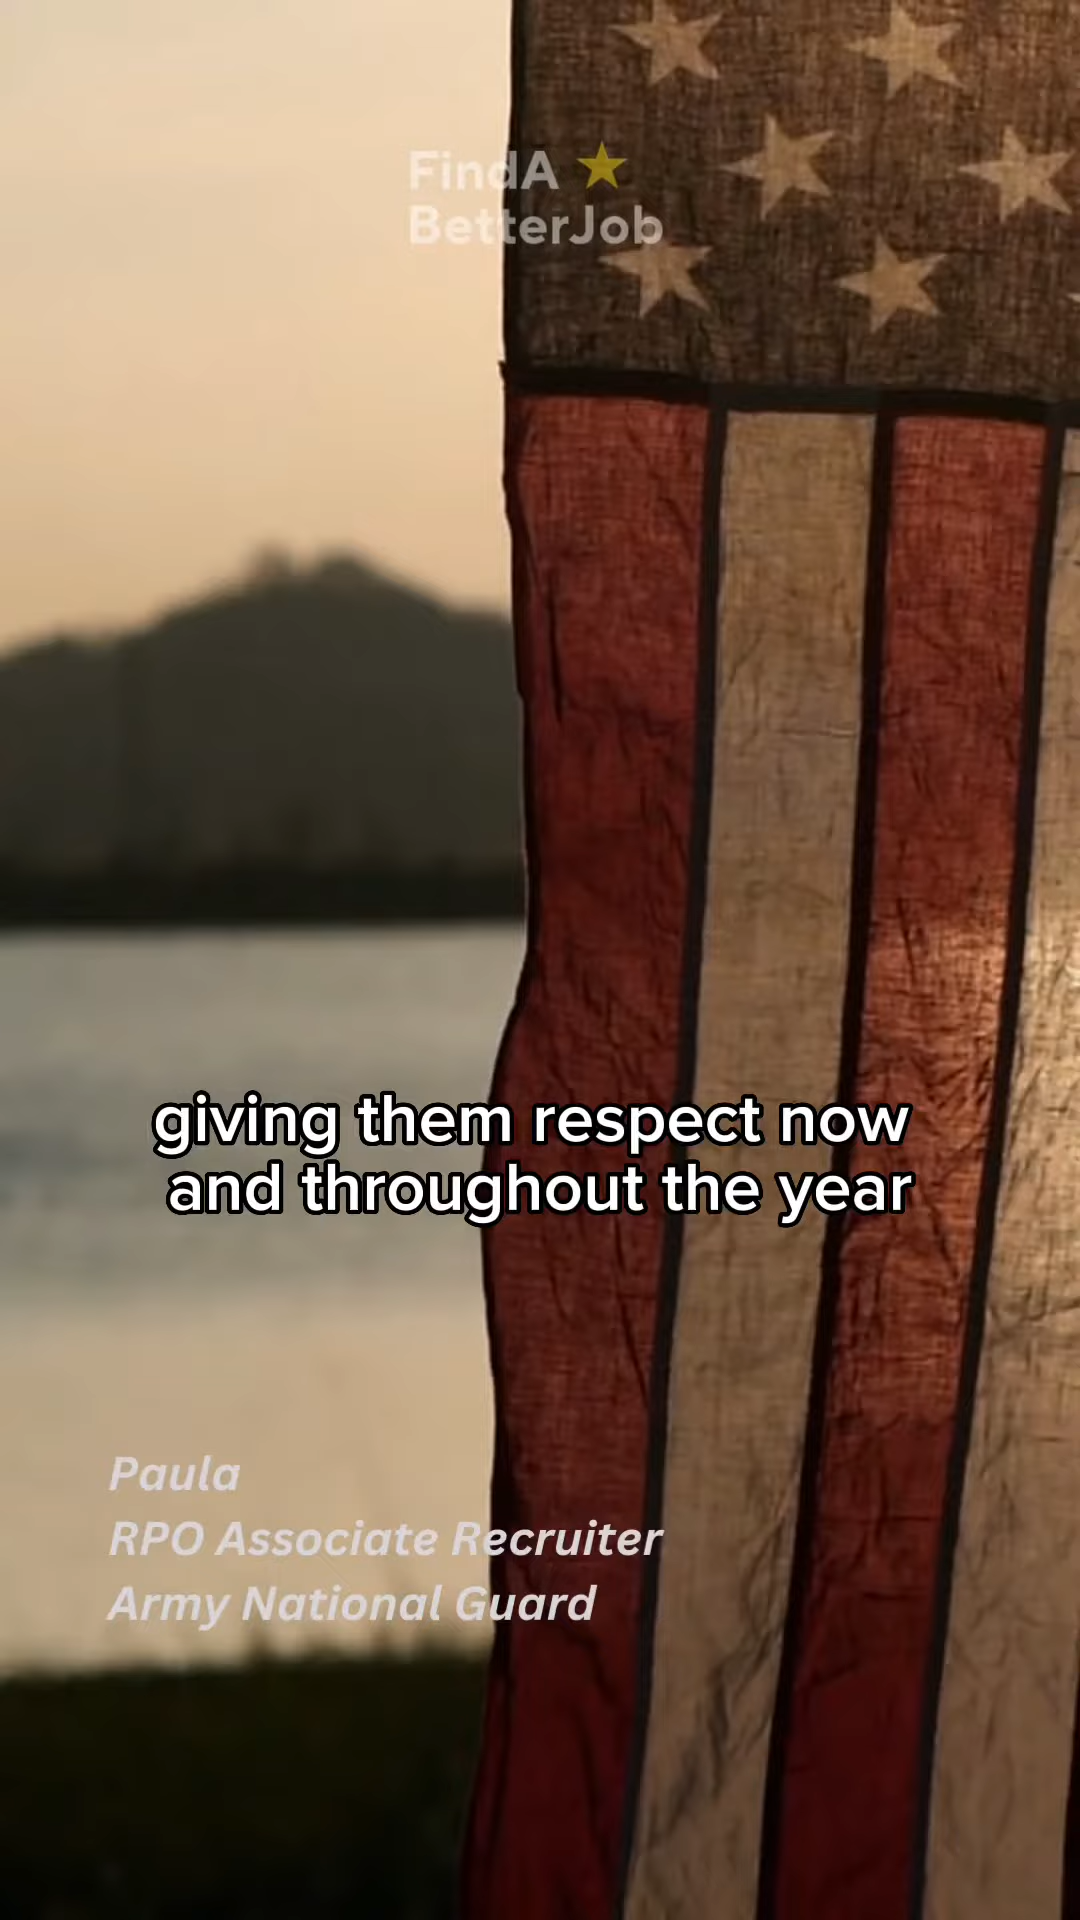 FindA
BetterJob
giving them respect now
and throughout the year
Paula
RPO Associate Recruiter
Army National Guard